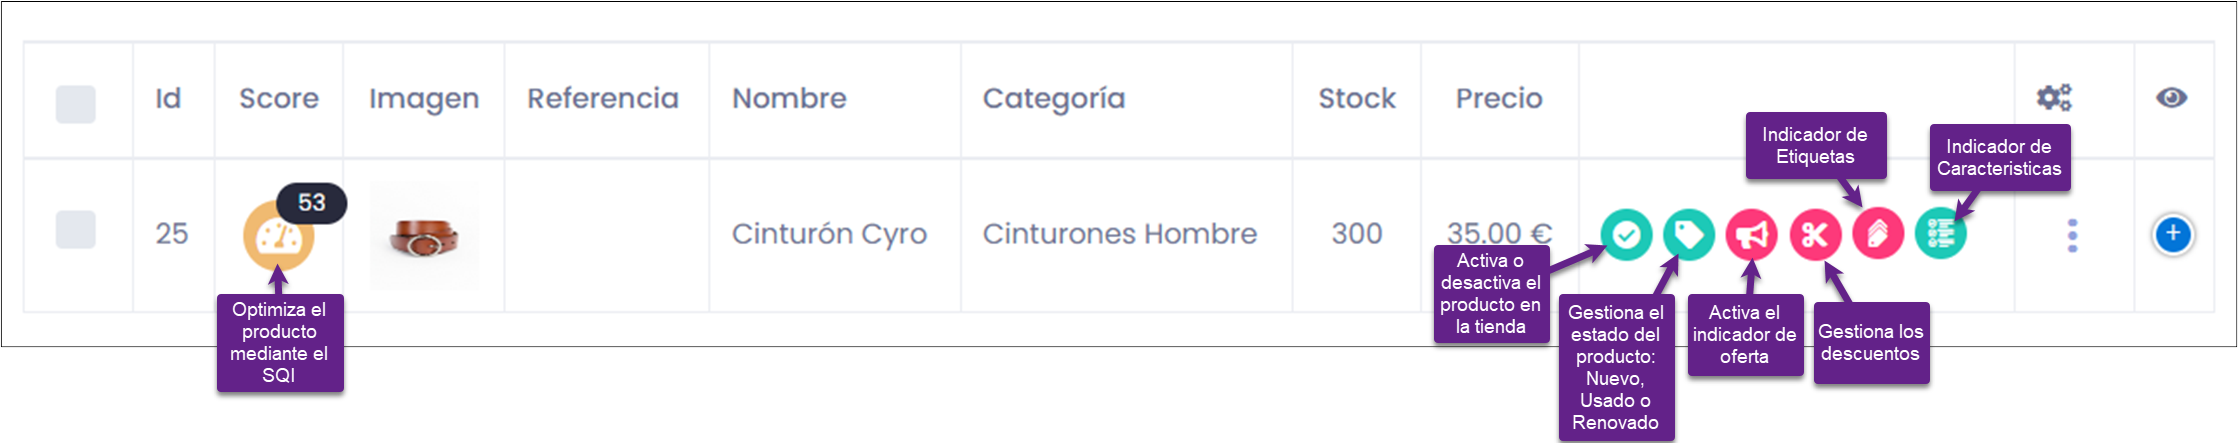 Id Score Imagen Referencia Nombre Categoría Stock Precio
Indicador de
Etiquetas
Indicador de
Caracteristicas
53
25 Cinturón Cyro Cinturones Hombre 300 35.00 €
Optimiza el
producto
mediante el
SQI
Activa o
desactiva el
producto en
la tienda
Gestiona el
estado del
producto:
Nuevo,
Usado o
Renovado
Activa el
indicador de
oferta
Gestiona los
descuentos